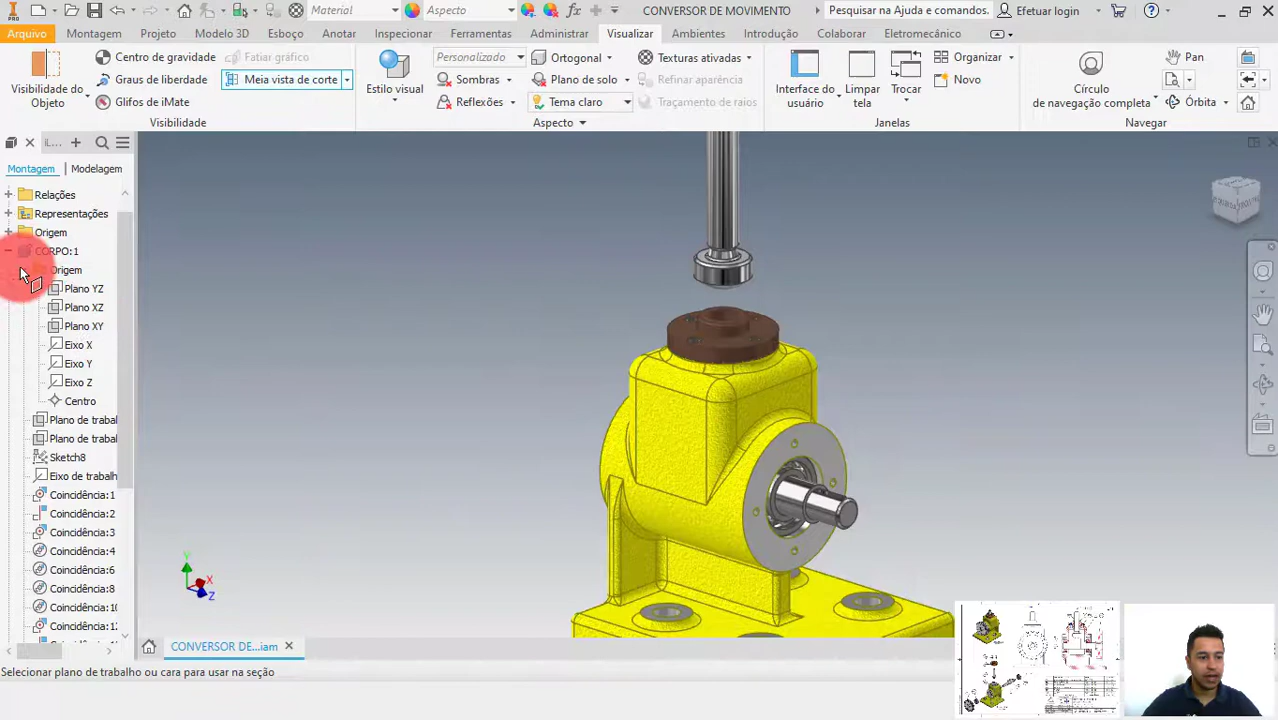 Material
Aspecto
CONVERSOR DE MOVIMENTO
Pesquisar na Ajuda e comandos.
Efetuar login
PRO
Arquivo
Montagem
Projeto
Modelo 3D
Esboço
Anotar
Inspecionar
Ferramentas
Administrar
Visualizar
Ambientes
Introdução
Colaborar
Eletromecânico
Visibilidade do
Objeto
Centro de gravidade
Graus de liberdade
Glifos de iMate
Fatiar gráfico
Meia vista de corte
Visibilidade
Estilo visual
Personalizado
Sombras
Reflexões
Ortogonal
Plano de solo
Tema claro
Texturas ativadas
Refinar aparência
Traçamento de raios
Aspecto
Interface do
usuário
Limpar
tela
Trocar
Organizar
Novo
Janelas
Círculo
de navegação completa
Pan
Órbita
Navegar
iL...
Montagem
Modelagem
Relações
Representações
Origem
CORPO:1
Origem
Plano YZ
Plano XZ
Plano XY
Eixo X
Eixo Y
Eixo Z
Centro
Plano de trabal
Plano de trabal
Sketch8
Eixo de trabalh
Coincidência:1
Coincidência:2
Coincidência:3
Coincidência:4
Coincidência:6
Coincidência:8
Coincidência:10
Y
X
Z
CONVERSOR DE...iam
Selecionar plano de trabalho ou cara para usar na seção